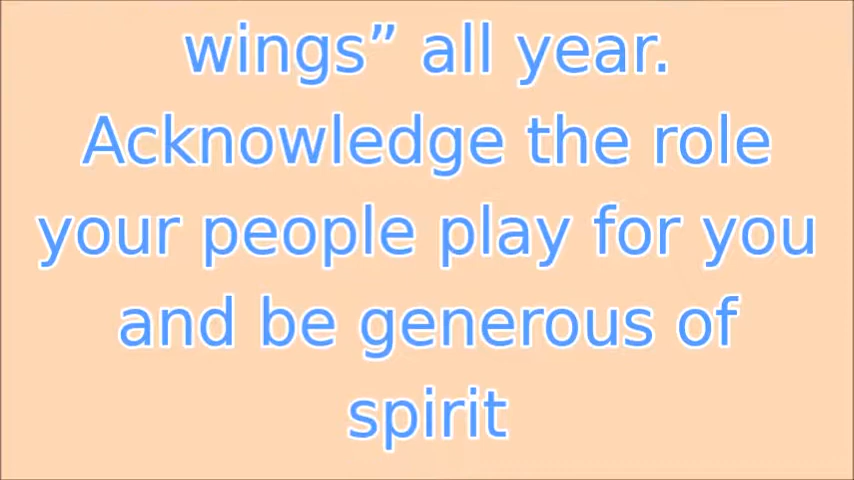 wings” all year.
Acknowledge the role
your people play for you
and be generous of
spirit